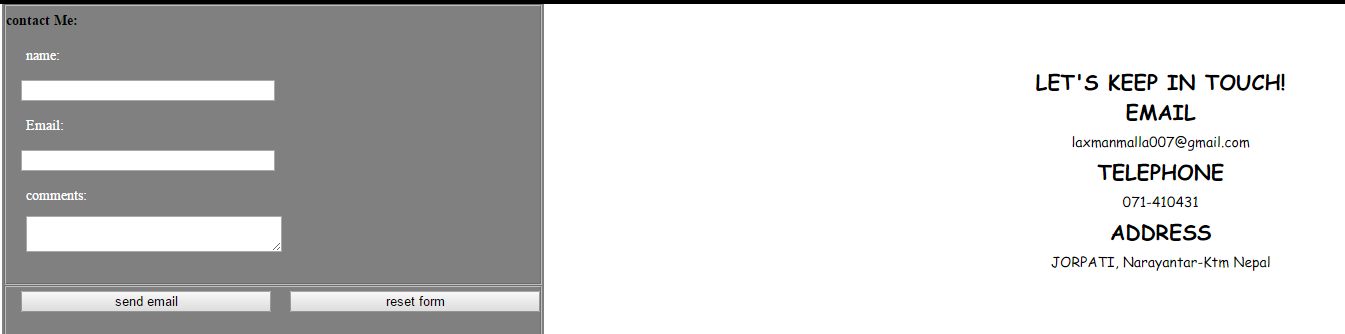 contact Me:
name:
Email:
comments:
send email reset form
LET'S KEEP IN TOUCH!
EMAIL
laxmanmalla007@gmail.com
TELEPHONE
071-410431
ADDRESS
JORPATI, Narayantar-Ktm Nepal